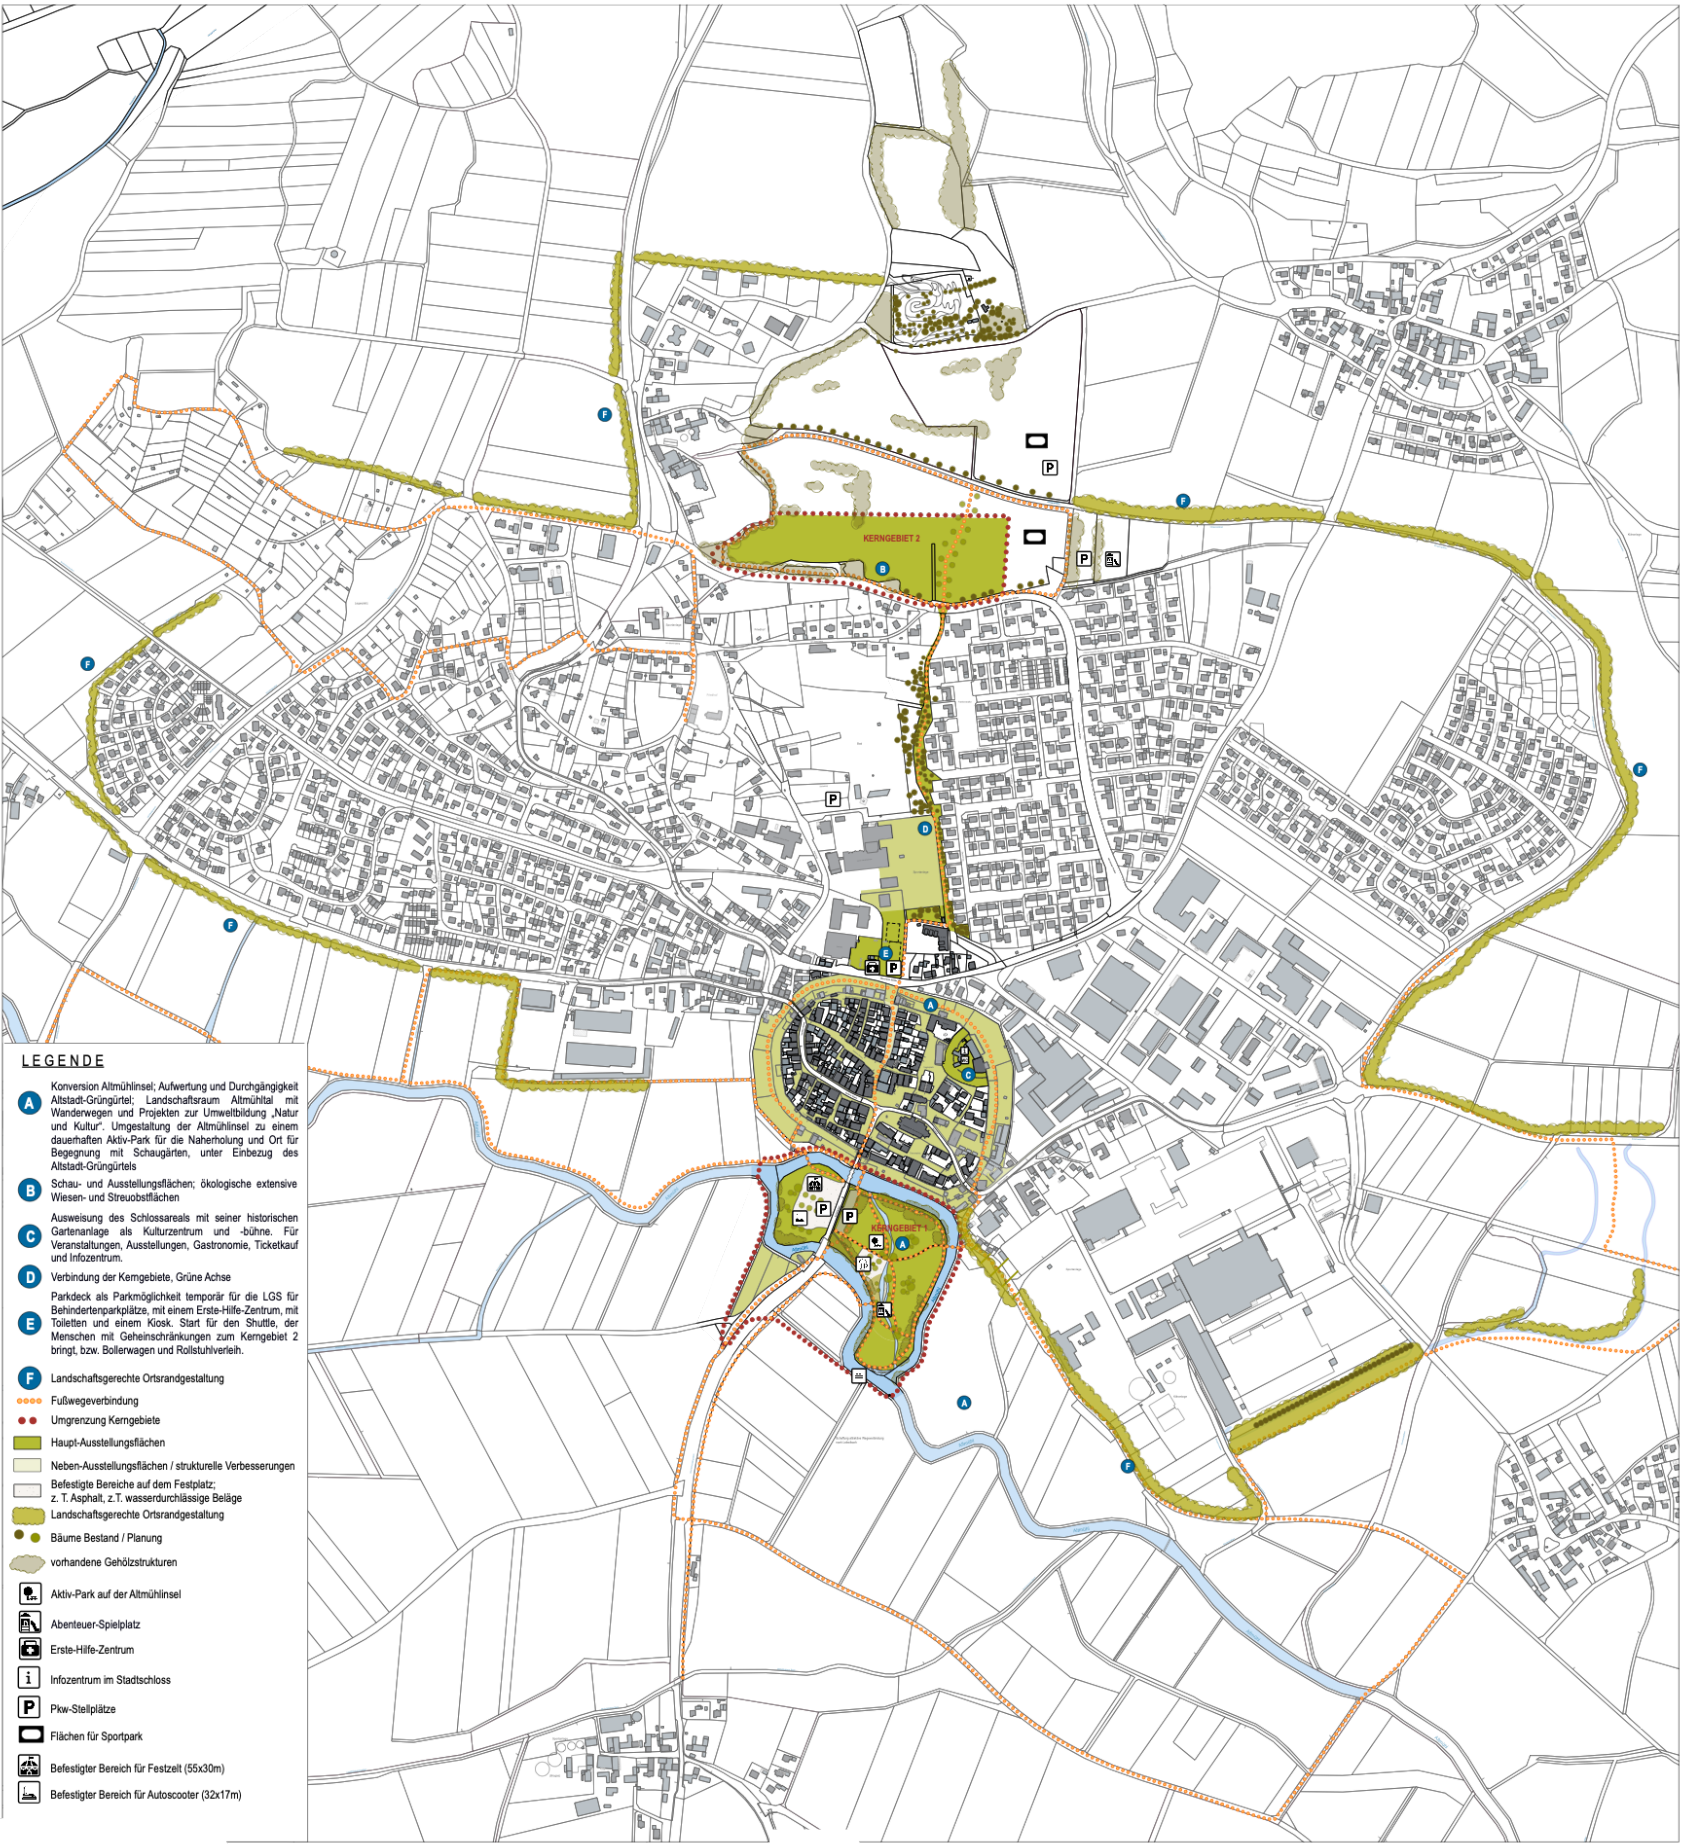 KERNGEBIET 2
F
F
B
F
F
D
F
P
P
P
E
P
A
C
KERNGEBIET 1
P
P
A
A
F
Altmühl
LEGENDE
A
Konversion Altmühlinsel; Aufwertung und Durchgängigkeit
Altstadt-Grüngürtel; Landschaftsraum Altmühltal mit
Wanderwegen und Projekten zur Umweltbildung „Natur
und Kultur“. Umgestaltung der Altmühlinsel zu einem
dauerhaften Aktiv-Park für die Naherholung und Ort für
Begegnung mit Schaugärten, unter Einbezug des
Altstadt-Grüngürtels
B
Schau- und Ausstellungsflächen; ökologische extensive
Wiesen- und Streuobstflächen
C
Ausweisung des Schlossareals mit seiner historischen
Gartenanlage als Kulturzentrum und -bühne. Für
Veranstaltungen, Ausstellungen, Gastronomie, Ticketkauf
und Infozentrum.
D
Verbindung der Kerngebiete, Grüne Achse
E
Parkdeck als Parkmöglichkeit temporär für die LGS für
Behindertenparkplätze, mit einem Erste-Hilfe-Zentrum, mit
Toiletten und einem Kiosk. Start für den Shuttle, der
Menschen mit Geheinschränkungen zum Kerngebiet 2
bringt, bzw. Bollerwagen und Rollstuhlverleih.
F
Landschaftsgerechte Ortsrandgestaltung
Fußwegeverbindung
Umgrenzung Kerngebiete
Haupt-Ausstellungsflächen
Neben-Ausstellungsflächen / strukturelle Verbesserungen
Befestigte Bereiche auf dem Festplatz;
z. T. Asphalt, z.T. wasserdurchlässige Beläge
Landschaftsgerechte Ortsrandgestaltung
Bäume Bestand / Planung
vorhandene Gehölzstrukturen
Aktiv-Park auf der Altmühlinsel
Abenteuer-Spielplatz
Erste-Hilfe-Zentrum
i
Infozentrum im Stadtschloss
P
Pkw-Stellplätze
Flächen für Sportpark
Befestigter Bereich für Festzelt (55x30m)
Befestigter Bereich für Autoscooter (32x17m)